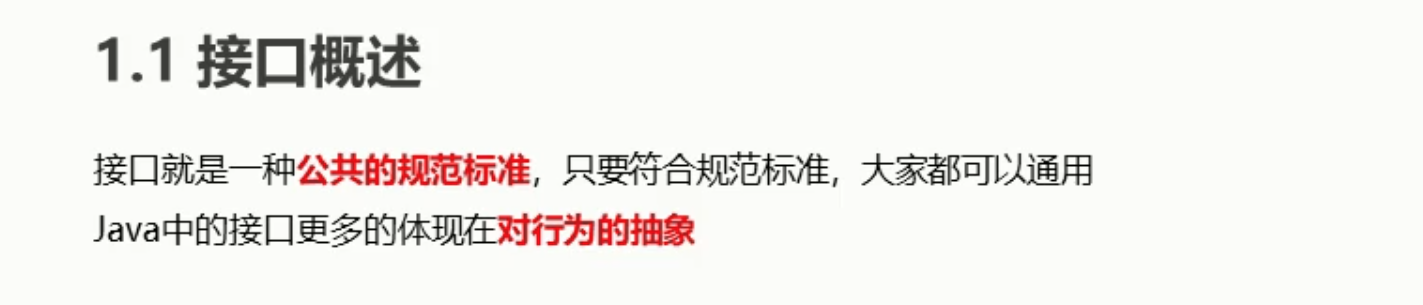 1.1 接口概述
接口就是一种公共的规范标准，只要符合规范标准，大家都可以通用
Java中的接口更多的体现在对行为的抽象